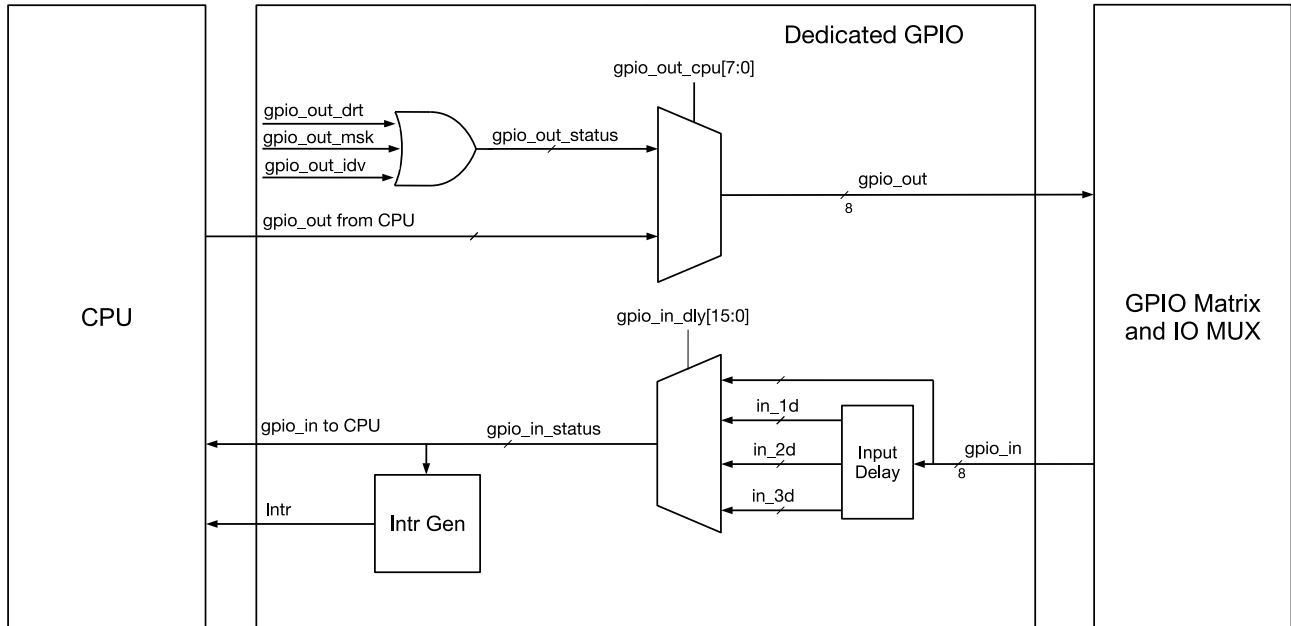 Dedicated GPIO
gpio_out_cpu[7:0]
gpio_out_drt
gpio_out_msk
gpio_out_status
gpio_out_idv
gpio_out
8
gpio_out from CPU
CPU
GPIO Matrix
and IO MUX
gpio_in_dly[15:0]
in_1d
gpio_in to CPU
gpio_in_status
in_2d
Input
Delay
gpio_in
8
in_3d
Intr
Intr Gen